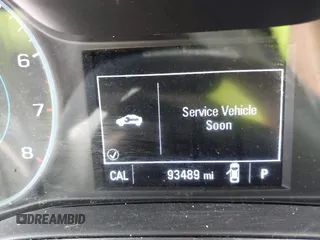 6
7
8
Service Vehicle
Soon
CAL 93489 mi P
DREAMBID